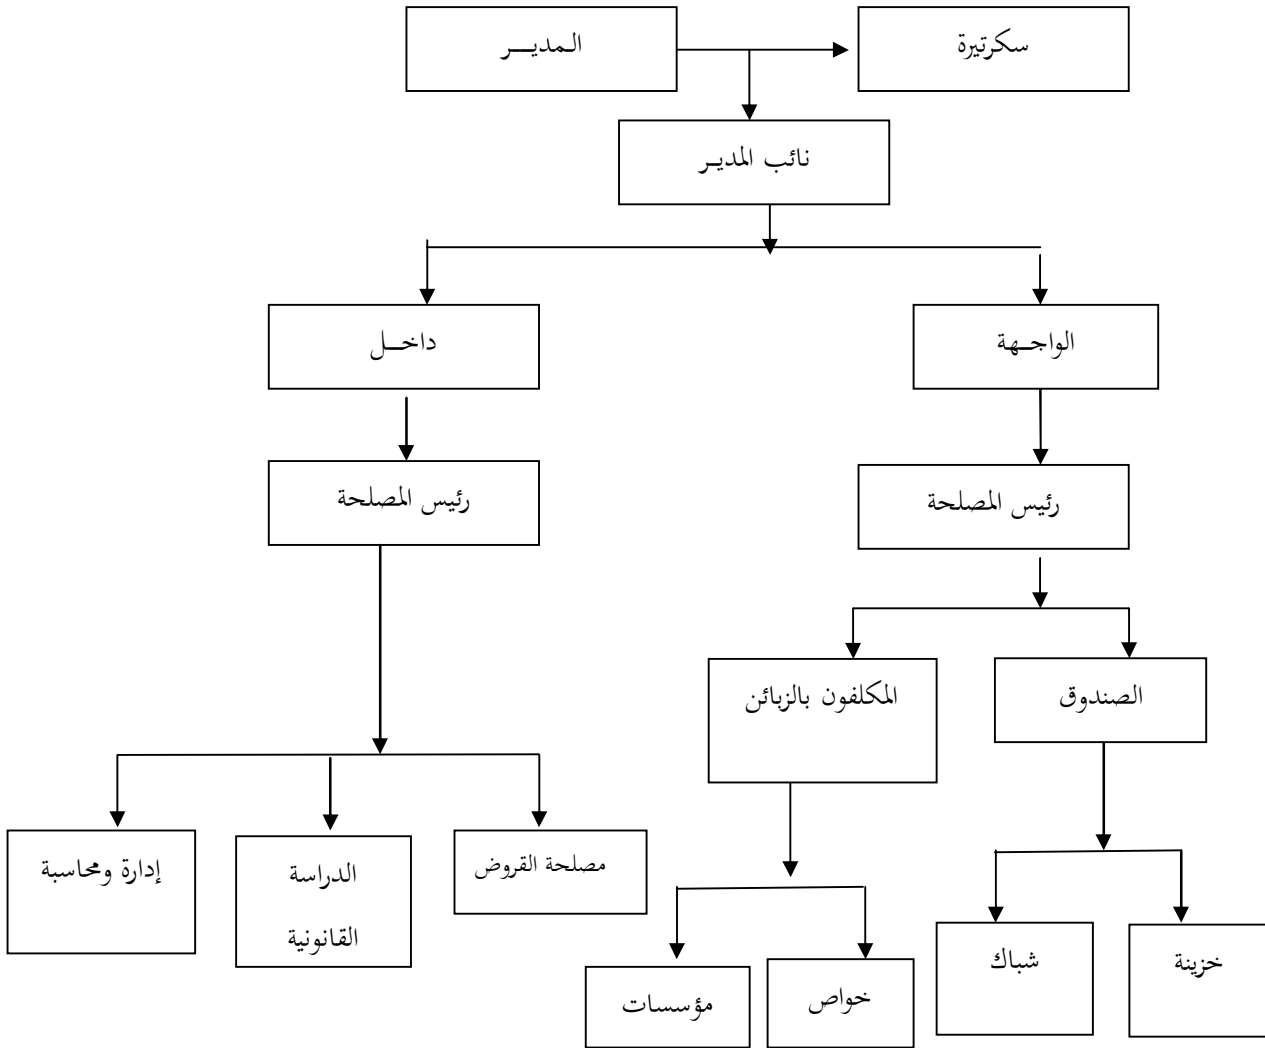 سكرتيرة
المديـــر
نائب المديـر
الواجـهة
داخـــل
رئيس المصلحة
رئيس المصلحة
الصندوق
المكلفون بالزبائن
مصلحة القروض
الدراسة
القانونية
إدارة ومحاسبة
خزينة
شباك
خواص
مؤسسات